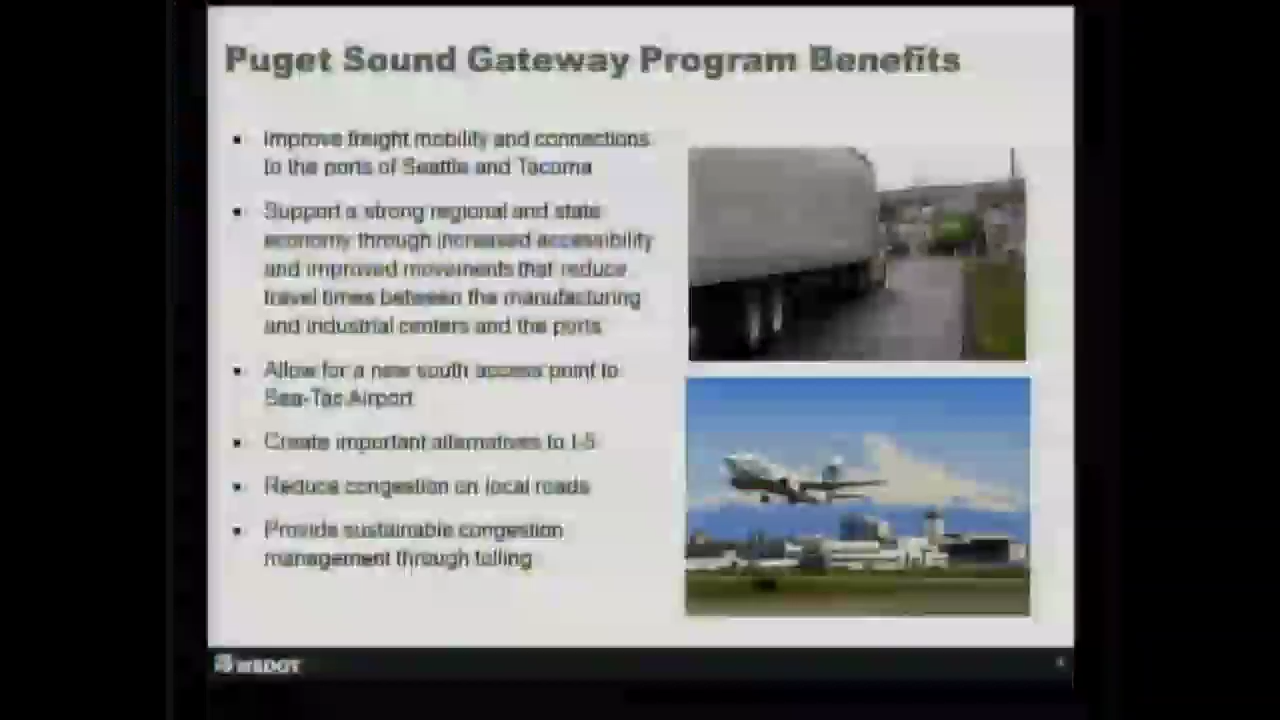 Puget Sound Gateway Program Benefits
Improve freight mobility and connections
to the ports of Seattle and Tacoma
Support a strong regional and state
economy through increased accessibility
and improved movements that reduce
travel times between the manufacturing
and industrial centers and the ports
Allow for a new south access point to
Sea-Tac Airport
Create important alternatives to I-5
Reduce congestion on local roads
Provide sustainable congestion
management through tolling
WSDOT